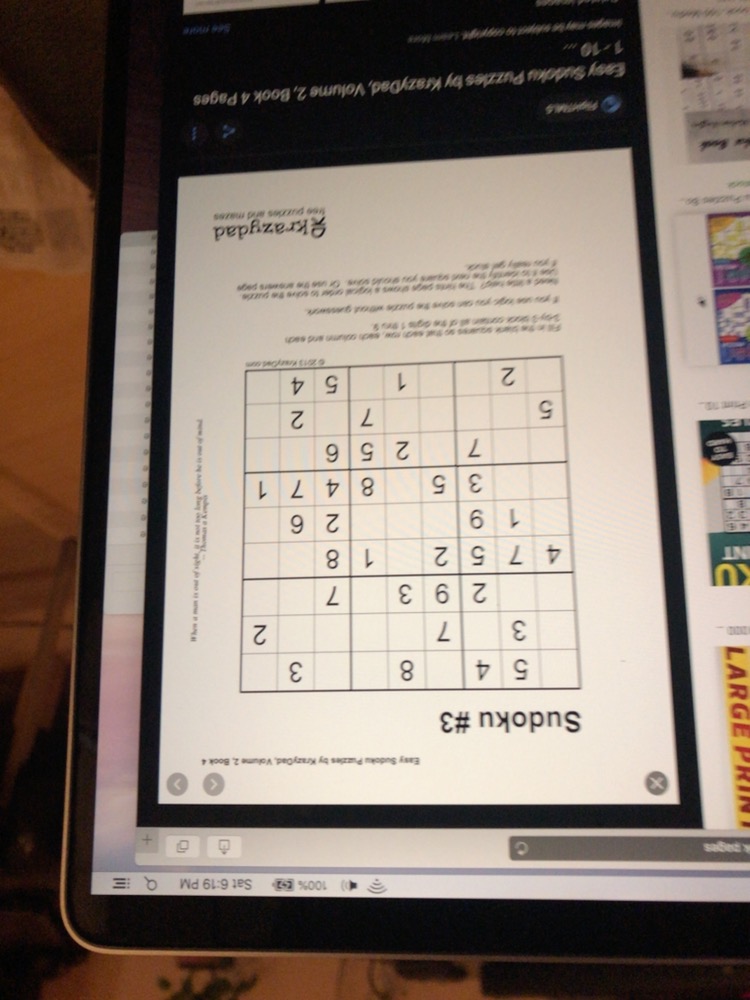 100% Sat 6:19 PM
k pages
Easy Sudoku Puzzles by KrazyDad, Volume 2, Book 4
Sudoku #3
5 4 8 3
3 7 2
2 9 3 7
4 7 5 2 1 8
1 9 2 6
3 5 8 4 7 1
7 2 5 6
5 7 2
2 1 5 4
© 2013 KrazyDad.com
Fill in the blank squares so that each row, each column and each
3-by-3 block contain all of the digits 1 thru 9.
If you use logic you can solve the puzzle without guesswork.
Need a little help? The hints page shows a logical order to solve the puzzle.
Use it to identify the next square you should solve. Or use the answers page
if you really get stuck.
krazydad
free puzzles and mazes
When a man is out of sight, it is not too long before he is out of mind.
-- Thomas a Kempis
FlipHTML5
Easy Sudoku Puzzles by KrazyDad, Volume 2, Book 4 Pages
1 - 10 ...
Images may be subject to copyright. Learn More
See more
LARGE PRINT